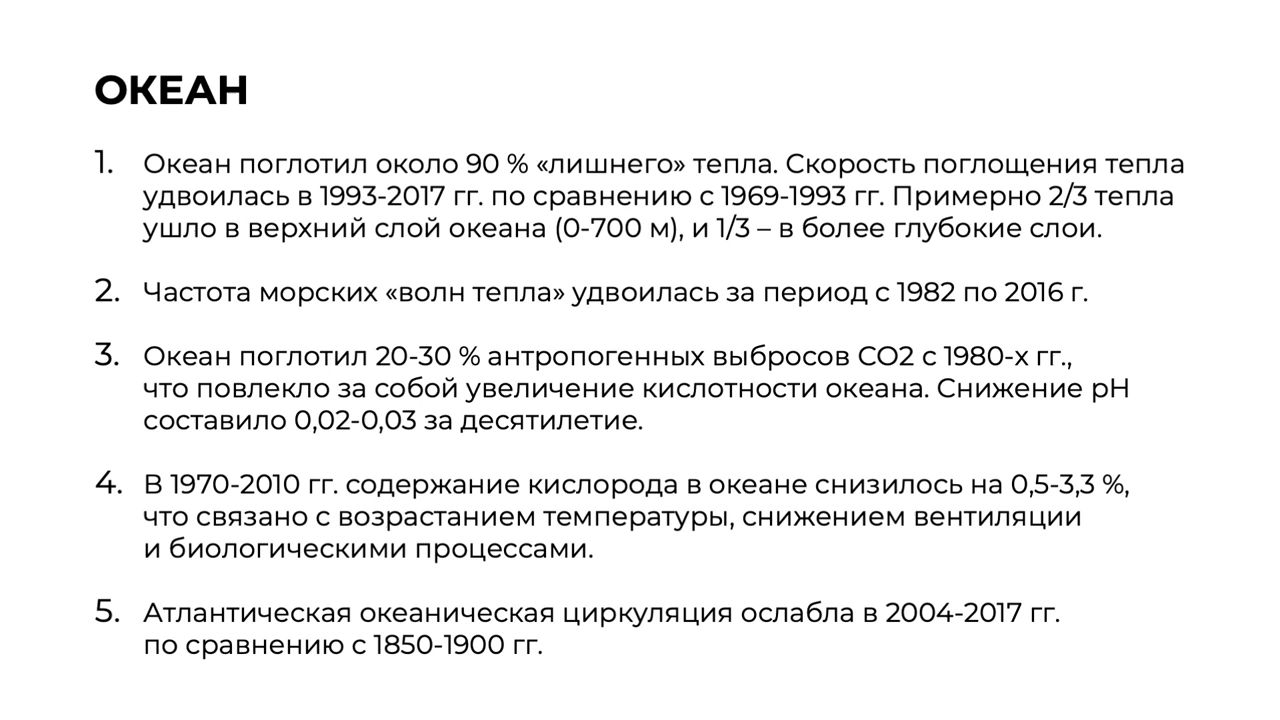 ОКЕАН
1. Океан поглотил около 90 % «лишнего» тепла. Скорость поглощения тепла
удвоилась в 1993-2017 гг. по сравнению с 1969-1993 гг. Примерно 2/3 тепла
ушло в верхний слой океана (0-700 м), и 1/3 – в более глубокие слои.
2. Частота морских «волн тепла» удвоилась за период с 1982 по 2016 г.
3. Океан поглотил 20-30 % антропогенных выбросов СО2 с 1980-х гг.,
что повлекло за собой увеличение кислотности океана. Снижение pH
составило 0,02-0,03 за десятилетие.
4. В 1970-2010 гг. содержание кислорода в океане снизилось на 0,5-3,3 %,
что связано с возрастанием температуры, снижением вентиляции
и биологическими процессами.
5. Атлантическая океаническая циркуляция ослабла в 2004-2017 гг.
по сравнению с 1850-1900 гг.